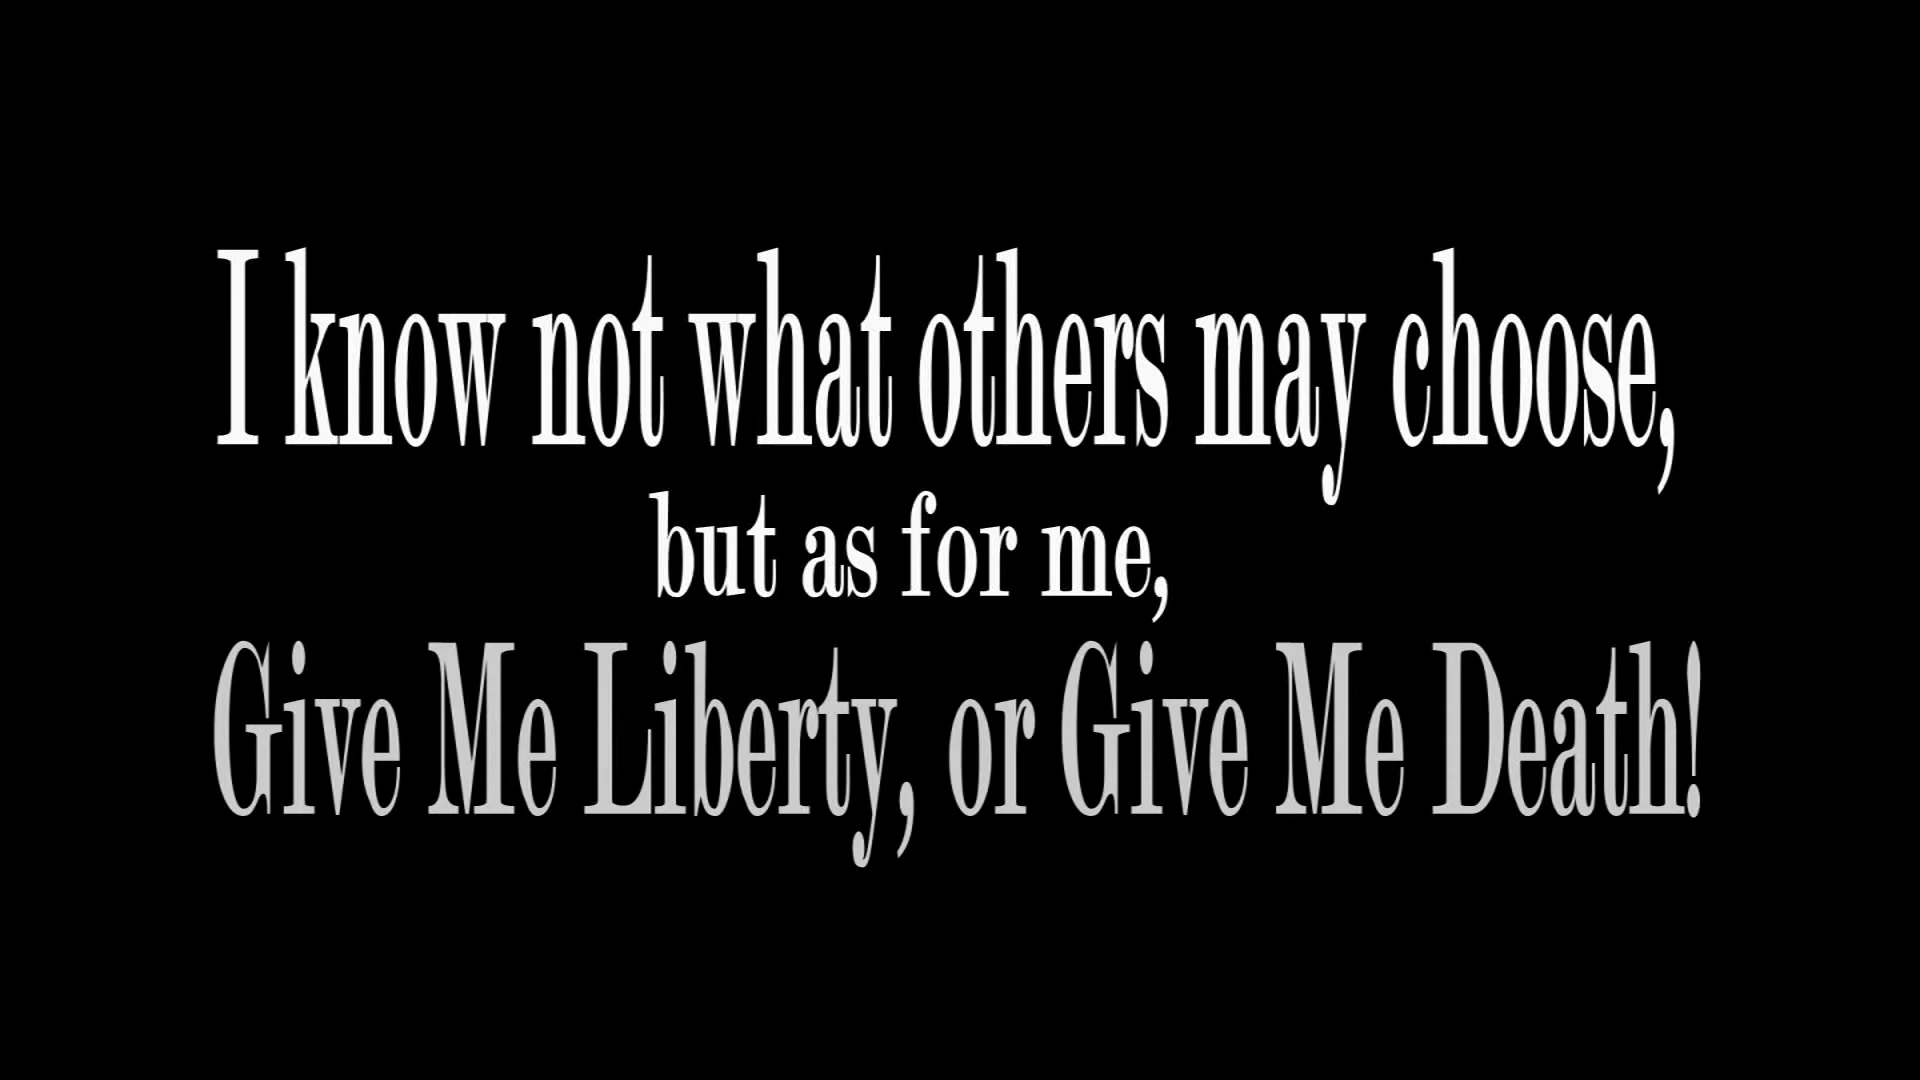 I know not what others may choose,
but as for me,
Give Me Liberty, or Give Me Death!